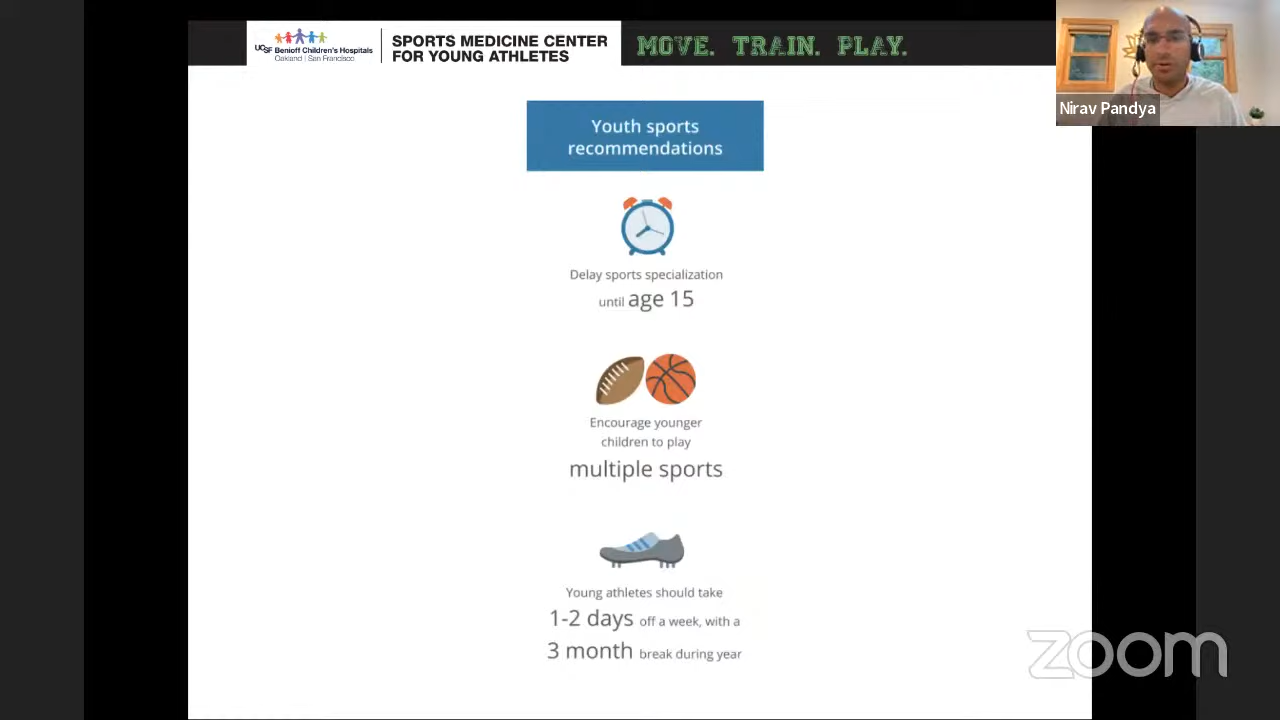 UCSF Benioff Children's Hospitals
Oakland | San Francisco
SPORTS MEDICINE CENTER
FOR YOUNG ATHLETES
MOVE. TRAIN. PLAY.
Nirav Pandya
Youth sports
recommendations
Delay sports specialization
until age 15
Encourage younger
children to play
multiple sports
Young athletes should take
1-2 days off a week, with a
3 month break during year
zoom